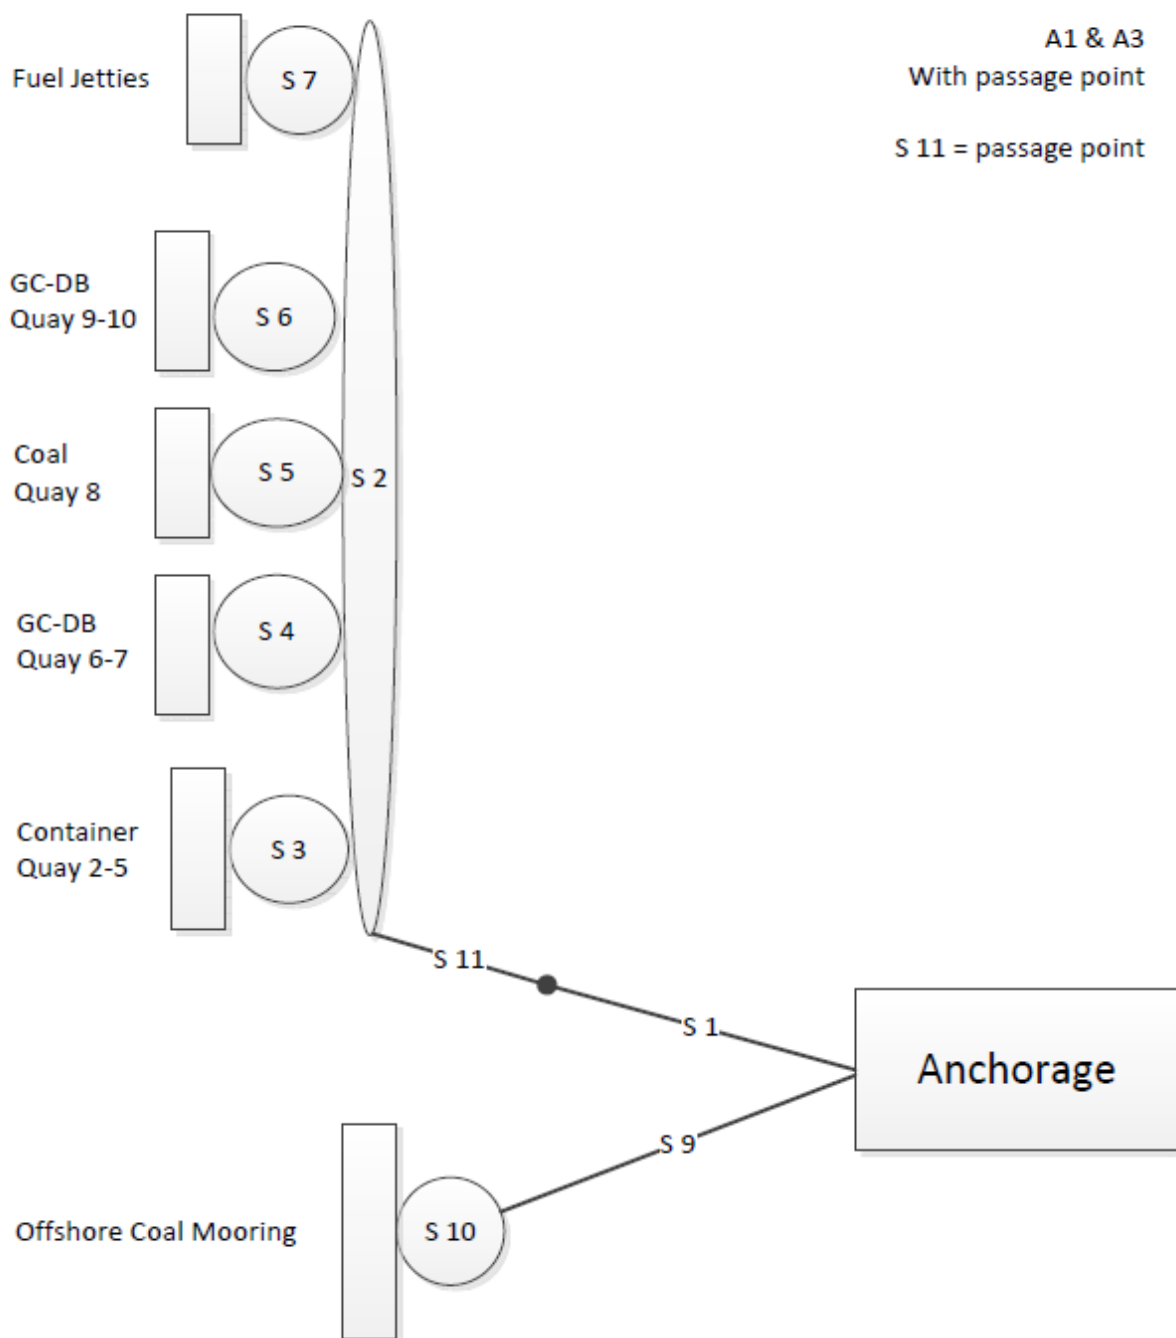 A1 & A3
With passage point
S 11 = passage point
Fuel Jetties
S 7
GC-DB
Quay 9-10
S 6
Coal
Quay 8
S 5
S 2
GC-DB
Quay 6-7
S 4
Container
Quay 2-5
S 3
S 11
S 1
Anchorage
S 9
Offshore Coal Mooring
S 10